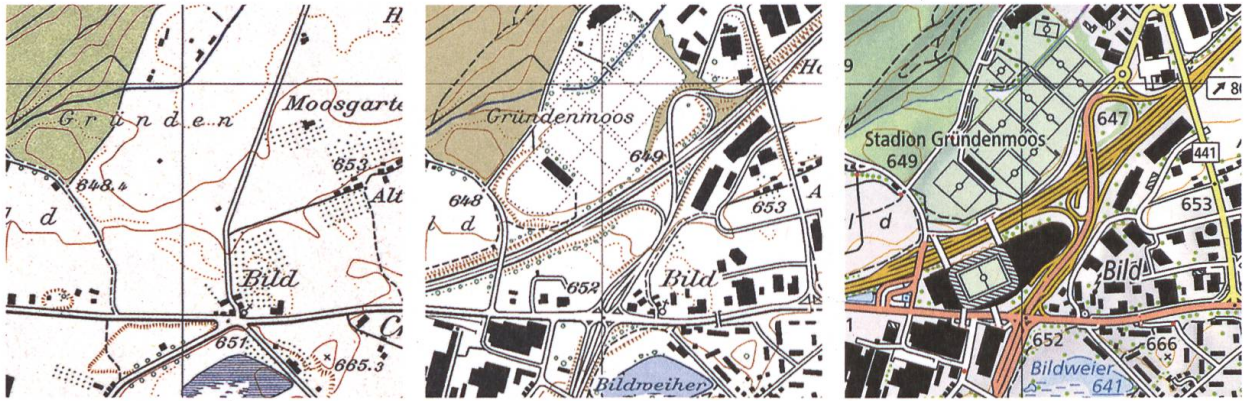 H
Moosgarte
Gründen
653
648.4
Alt
d
Bild
651
665.3
Ho
Gründenmoos
649
648
l d
653
A
Bild
652
Bildweiher
9
647
Stadion Gründenmoos
649
441
l d
653
Bild
1
652
666
Bildweier
641